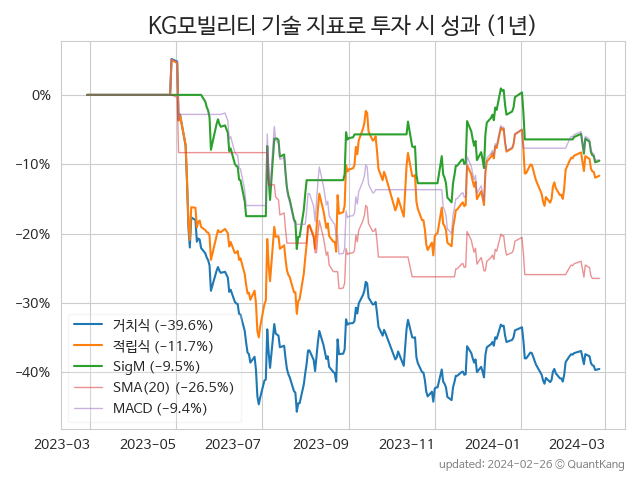 KG모빌리티 기술 지표로 투자 시 성과 (1년)
0%
−10%
−20%
−30%
−40%
거치식 (−39.6%)
적립식 (−11.7%)
SigM (−9.5%)
SMA(20) (−26.5%)
MACD (−9.4%)
2023−03 2023−05 2023−07 2023−09 2023−11 2024−01 2024−03
updated: 2024−02−26 © QuantKang